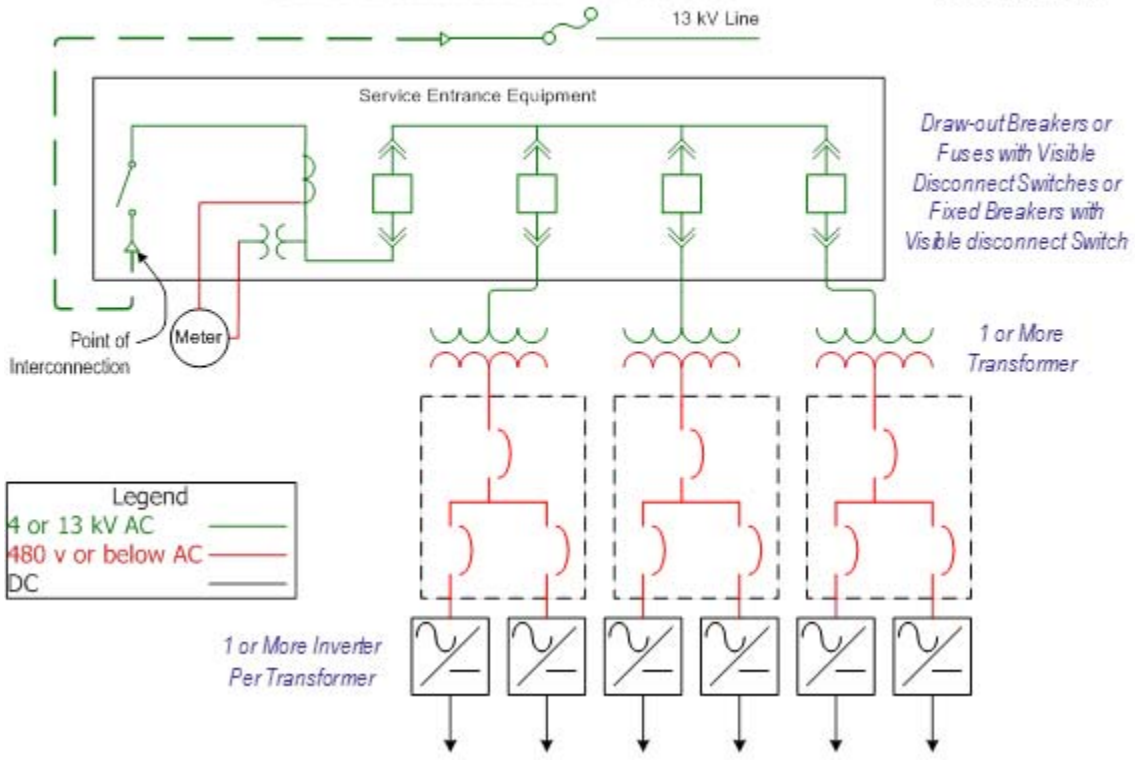 13 kV Line
Service Entrance Equipment
Draw-out Breakers or
Fuses with Visible
Disconnect Switches or
Fixed Breakers with
Visible disconnect Switch
Point of
Interconnection
Meter
1 or More
Transformer
Legend
4 or 13 kV AC
480 v or below AC
DC
1 or More Inverter
Per Transformer